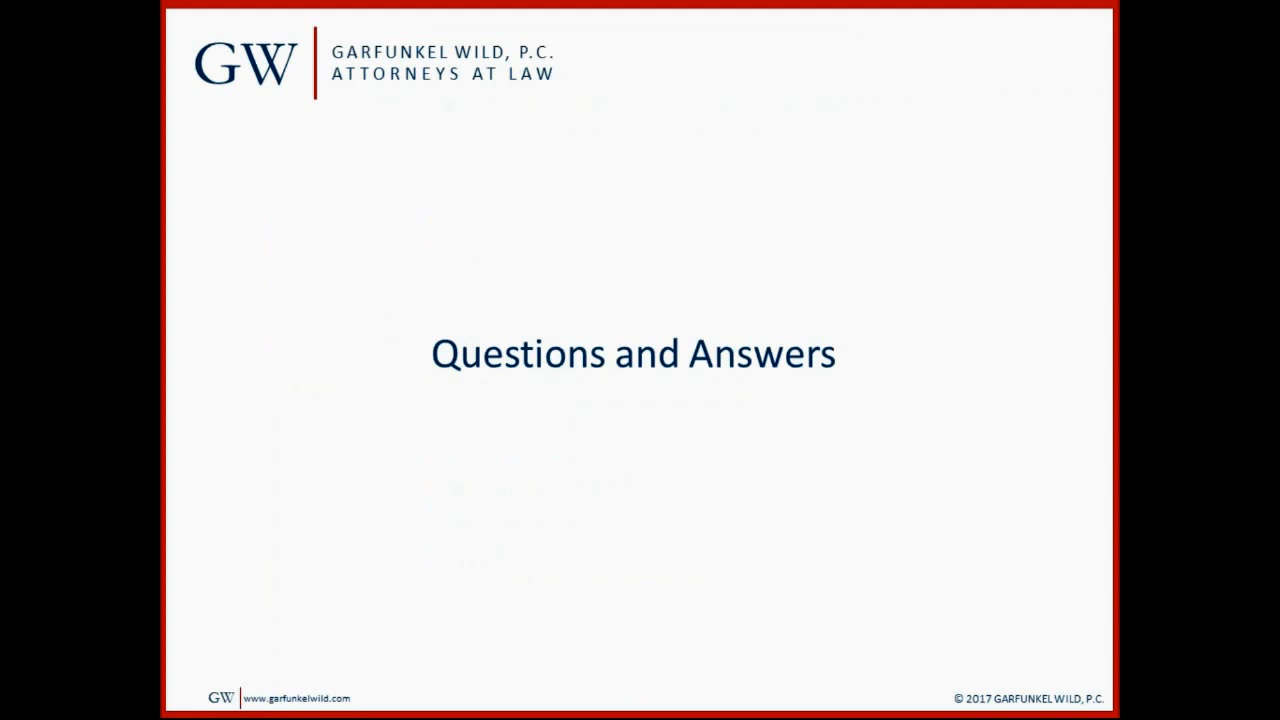 GW
GARFUNKEL WILD, P.C.
ATTORNEYS AT LAW
Questions and Answers
GW www.garfunkelwild.com
© 2017 GARFUNKEL WILD, P.C.